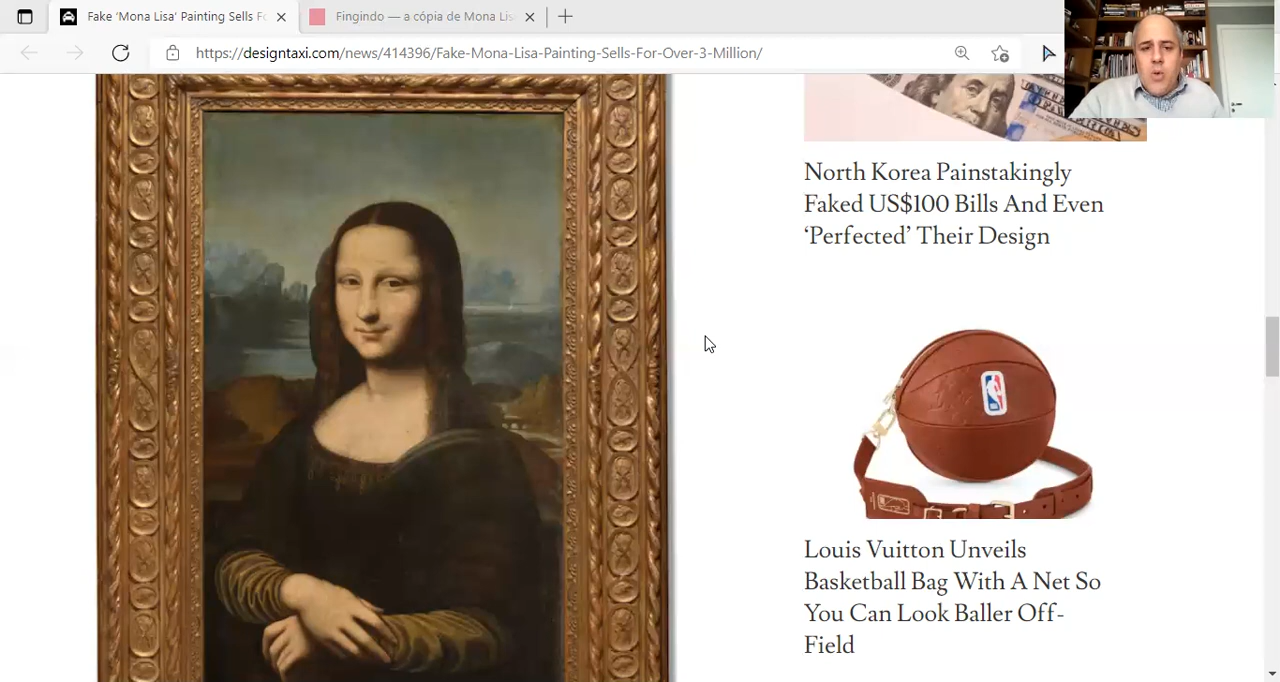 Fake ‘Mona Lisa’ Painting Sells Fo
Fingindo — a cópia de Mona Lis
https://designtaxi.com/news/414396/Fake-Mona-Lisa-Painting-Sells-For-Over-3-Million/
North Korea Painstakingly
Faked US$100 Bills And Even
‘Perfected’ Their Design
Louis Vuitton Unveils
Basketball Bag With A Net So
You Can Look Baller Off-
Field